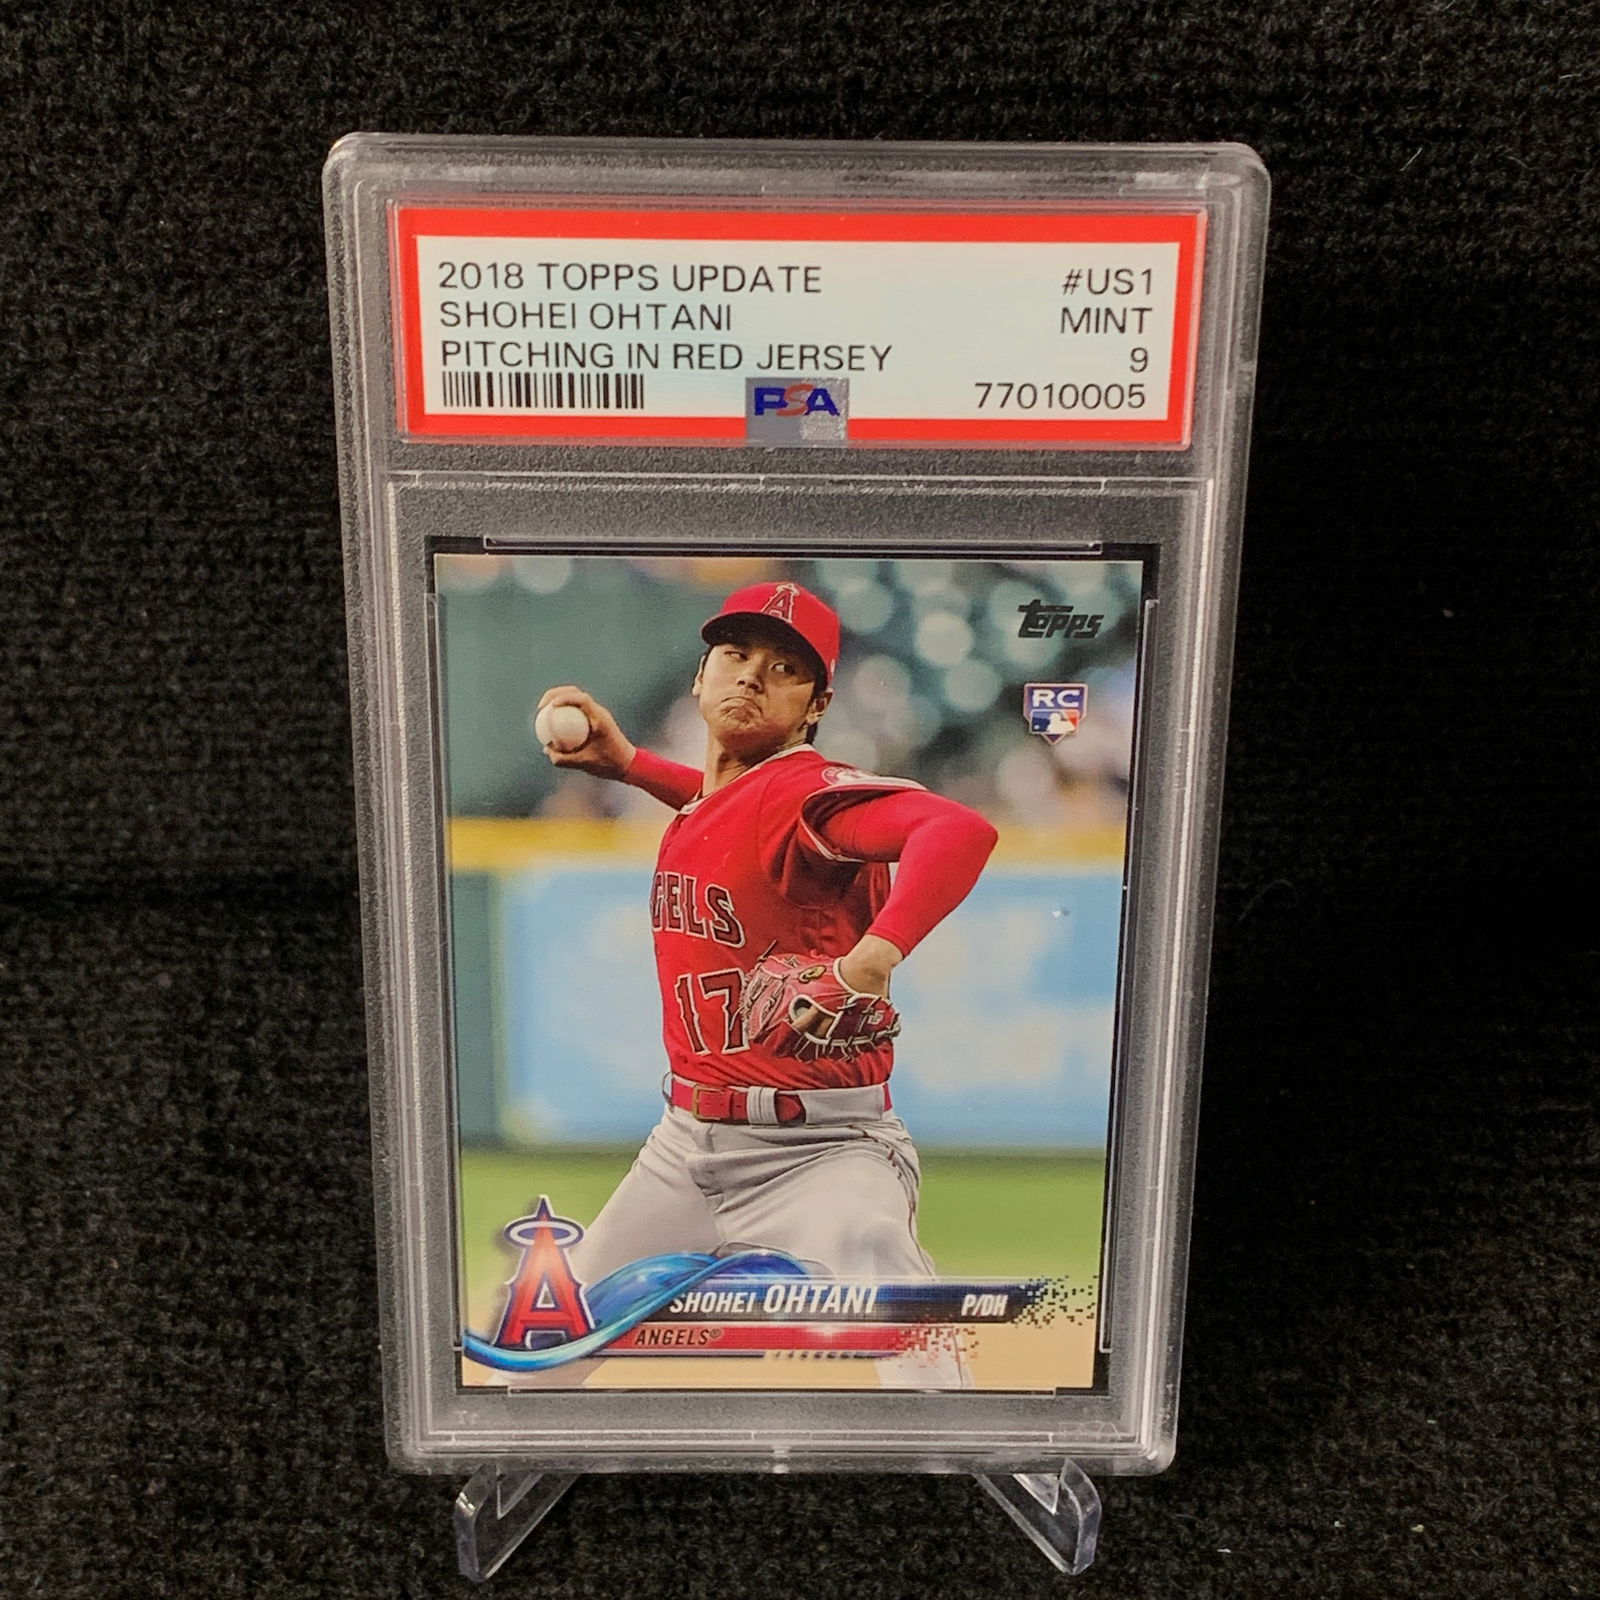 2018 TOPPS UPDATE #US1
SHOHEI OHTANI MINT
PITCHING IN RED JERSEY 9
PSA 77010005
Topps
RC
GELS
17
A
SHOHEI OHTANI P/DH
ANGELS®